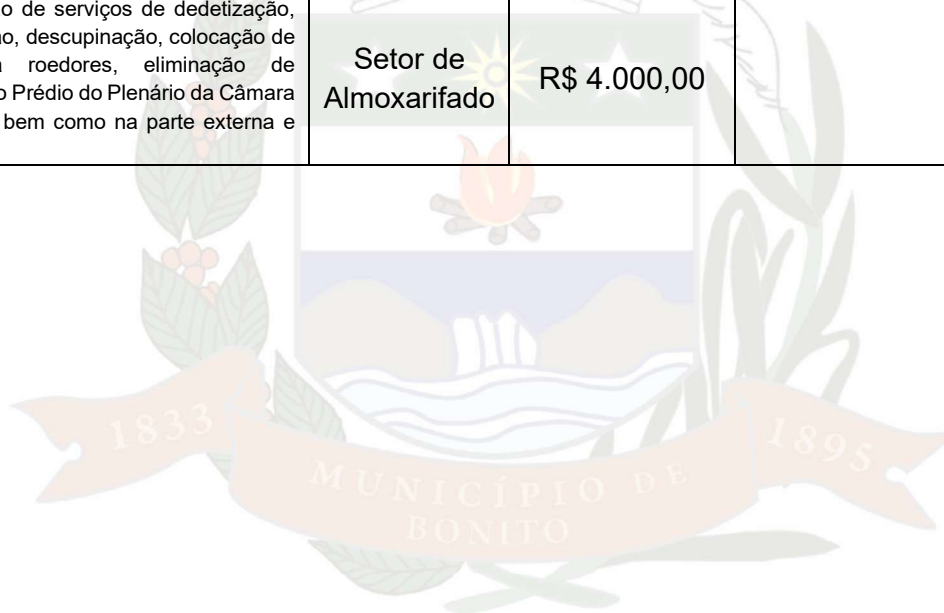 o de serviços de dedetização,
o, descupinação, colocação de
roedores, eliminação de
o Prédio do Plenário da Câmara
bem como na parte externa e
Setor de
Almoxarifado
R$ 4.000,00
1833
1895
MUNICÍPIO DE
BONITO